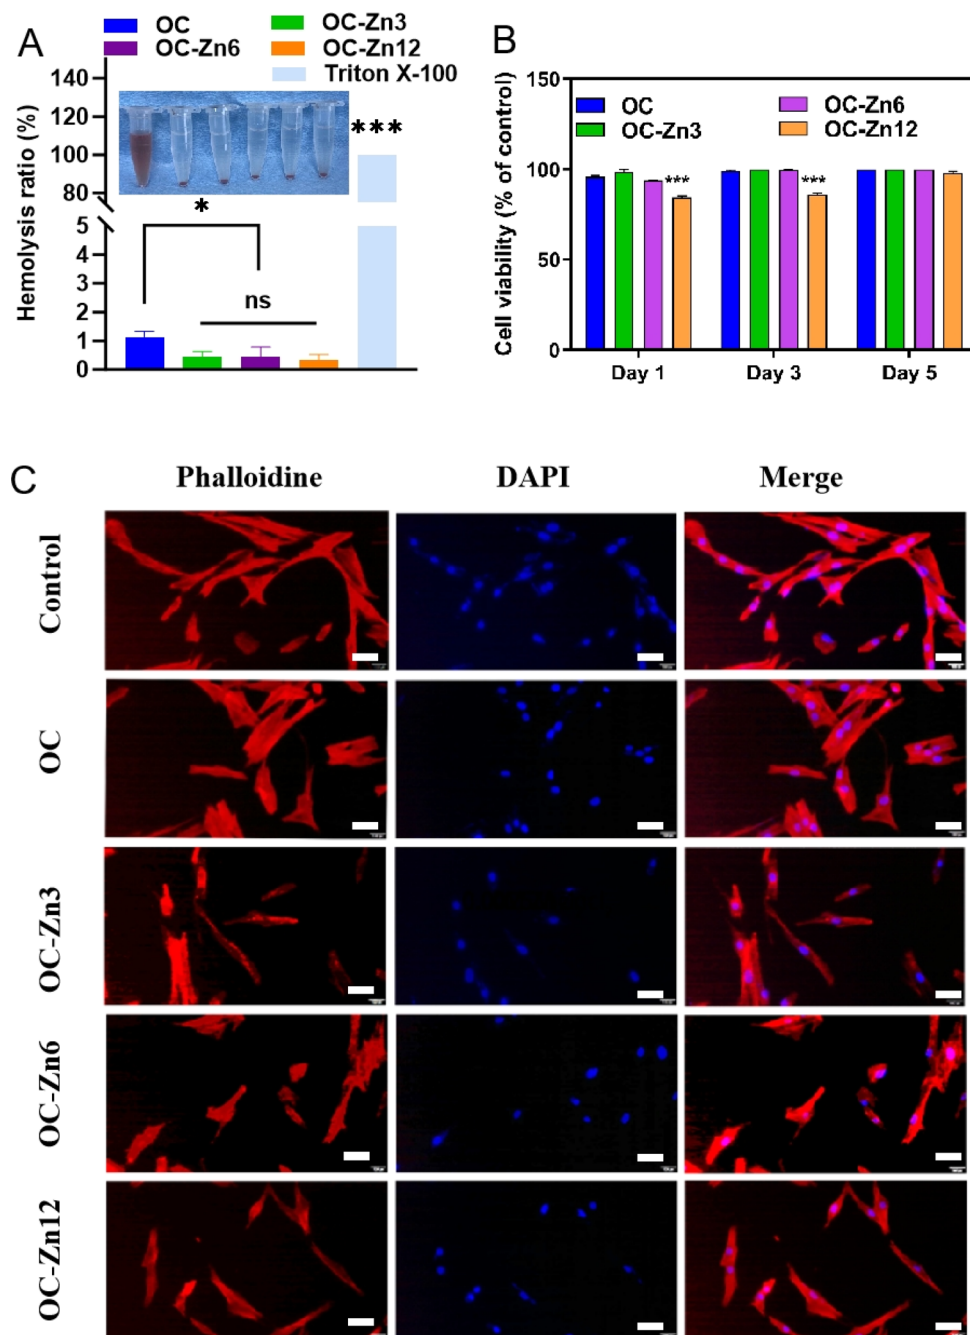 A
OC
OC-Zn3
OC-Zn6
OC-Zn12
Triton X-100
Hemolysis ratio (%)
140
120
100
80
5
4
3
2
1
0
***
*
ns
B
Cell viability (% of control)
150
100
50
0
OC
OC-Zn6
OC-Zn3
OC-Zn12
***
***
Day 1
Day 3
Day 5
C
Phalloidine
DAPI
Merge
Control
OC
OC-Zn3
OC-Zn6
OC-Zn12